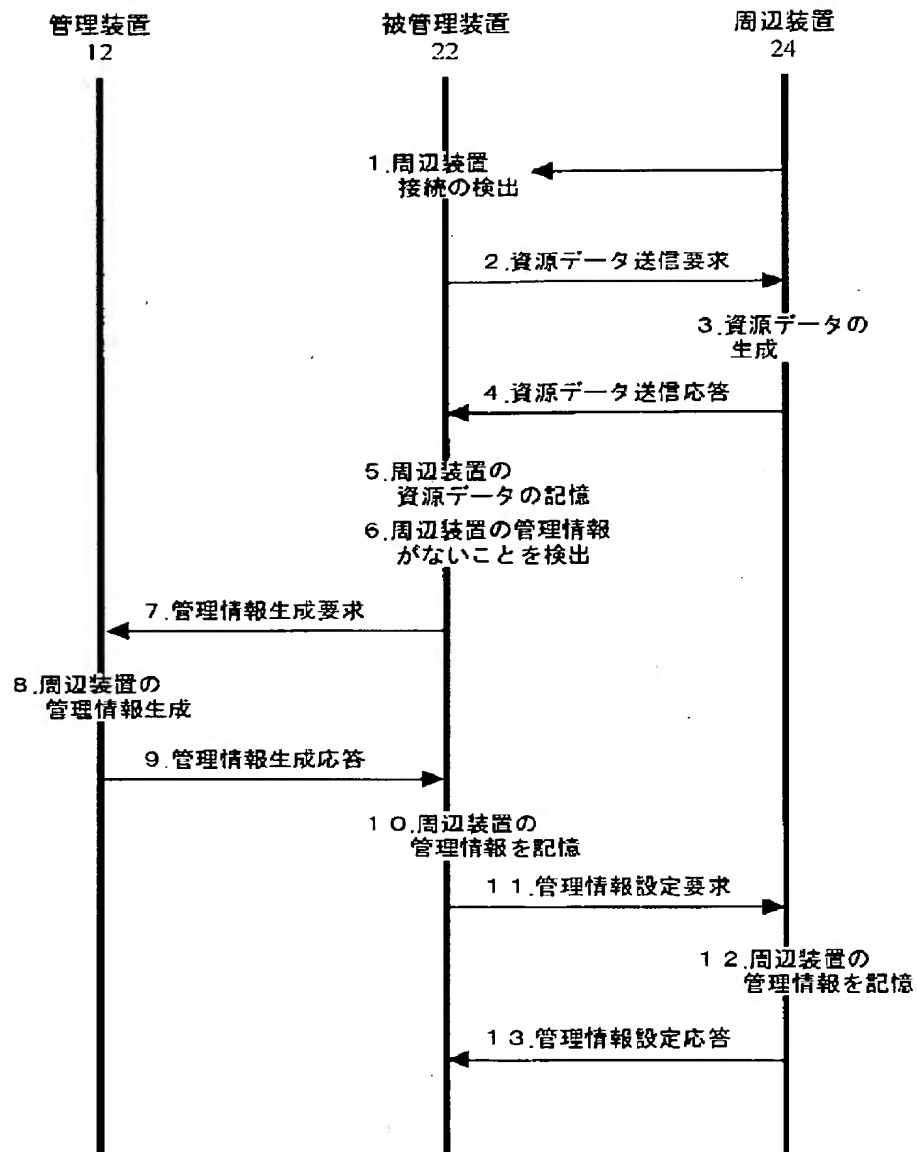 管理装置
12
被管理装置
22
周辺装置
24
1.周辺装置
接続の検出
2.資源データ送信要求
3.資源データの
生成
4.資源データ送信応答
5.周辺装置の
資源データの記憶
6.周辺装置の管理情報
がないことを検出
7.管理情報生成要求
8.周辺装置の
管理情報生成
9.管理情報生成応答
10.周辺装置の
管理情報を記憶
11.管理情報設定要求
12.周辺装置の
管理情報を記憶
13.管理情報設定応答